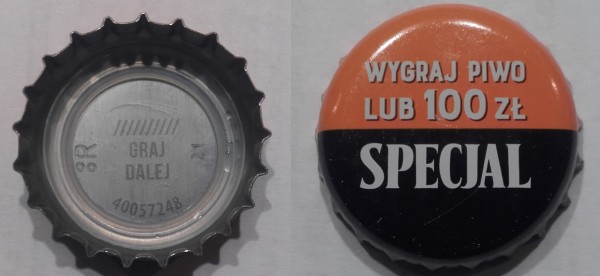 GRAJ
DALEJ
40057248
WYGRAJ PIWO
LUB 100 ZŁ
SPECJAL